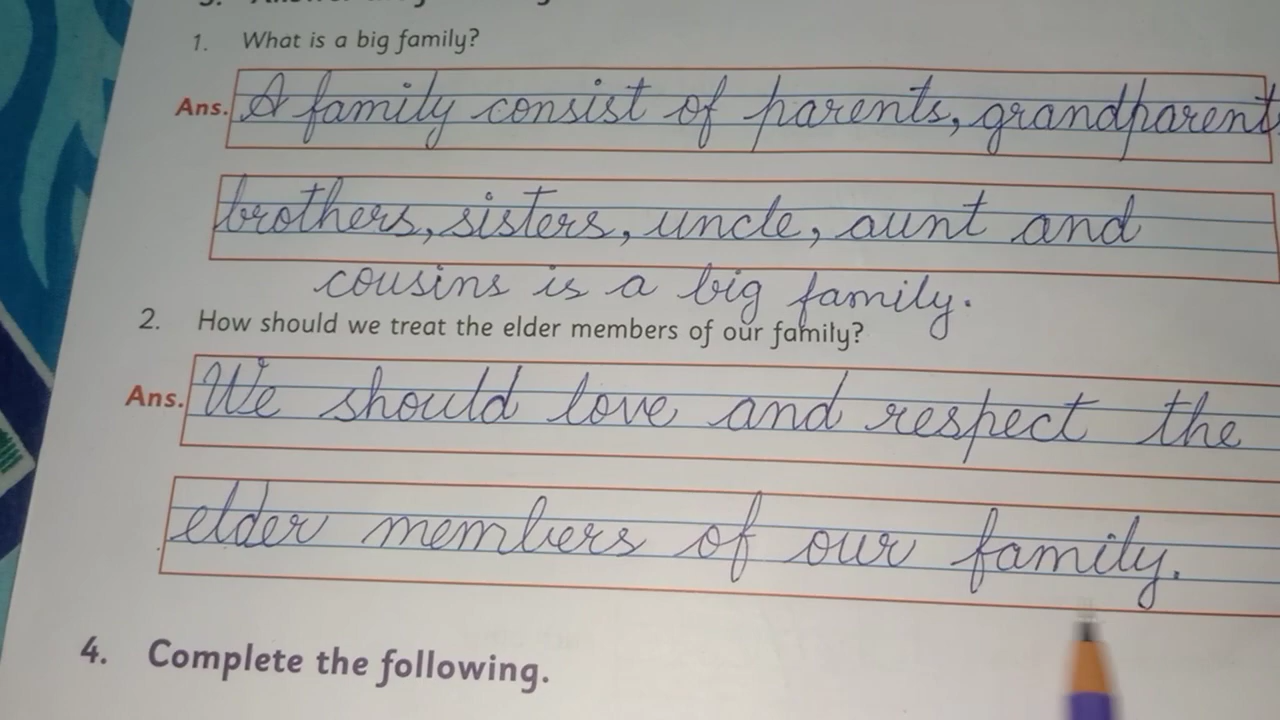 1. What is a big family?
Ans. A family consist of parents, grandparent
brothers, sisters, uncle, aunt and
cousins is a big family.
2. How should we treat the elder members of our family?
Ans. We should love and respect the
elder members of our family.
4. Complete the following.